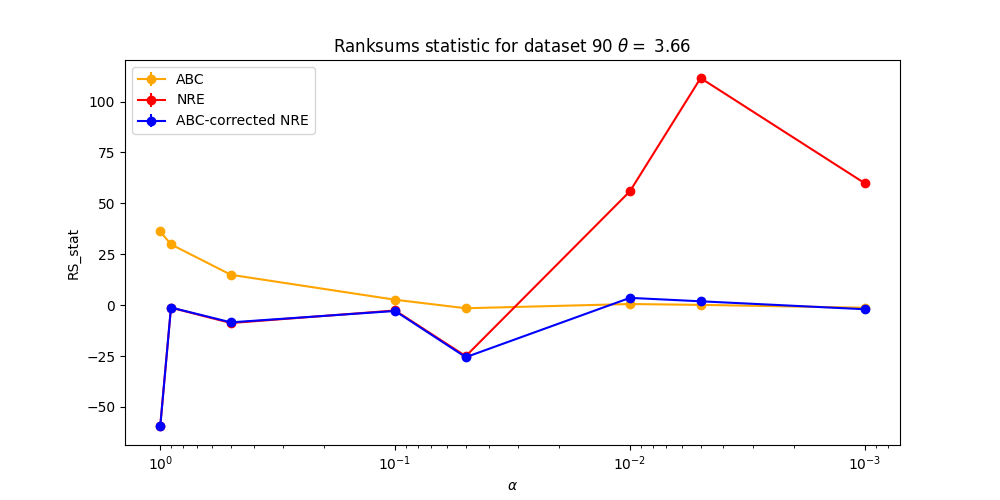 Ranksums statistic for dataset 90 θ = 3.66
ABC
NRE
ABC-corrected NRE
RS_stat
100
75
50
25
0
−25
−50
10⁰
10⁻¹
10⁻²
10⁻³
α